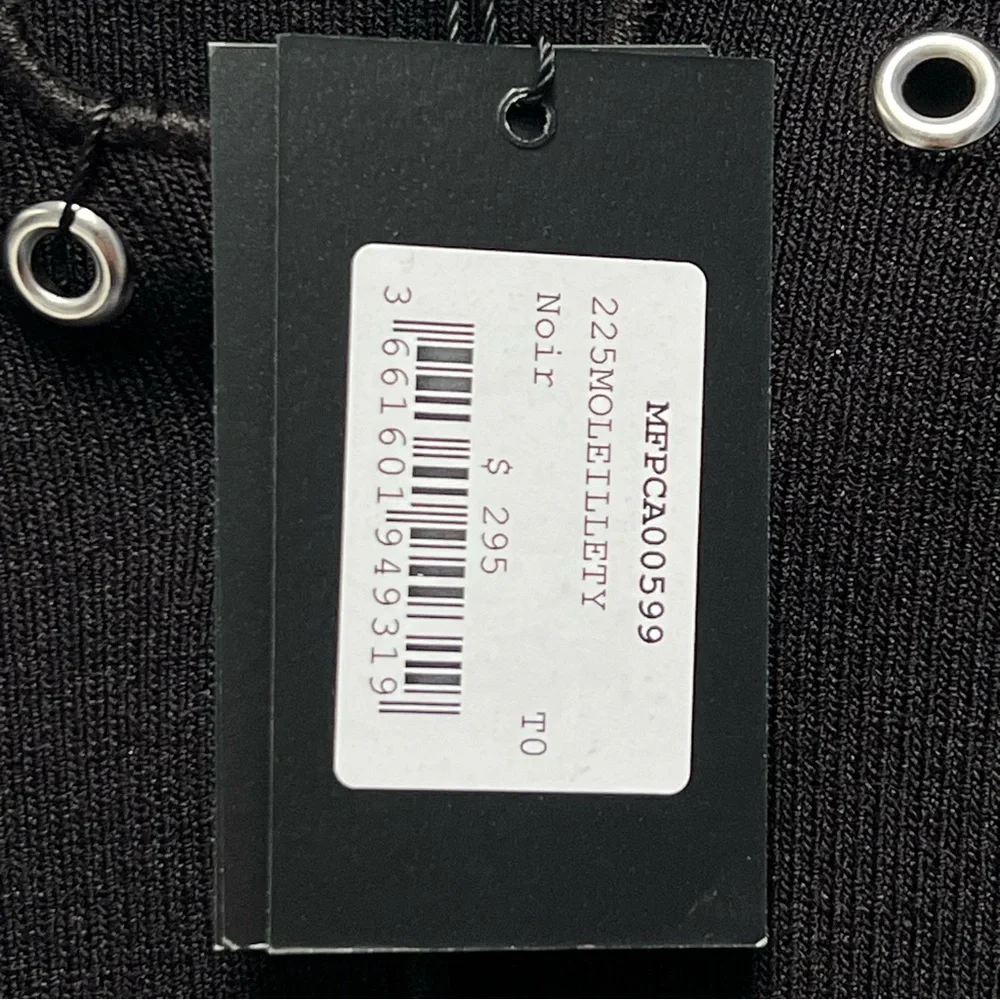 MFPCA00599
225MOLEILLETY
Noir T0
$ 295
3 661601 949319